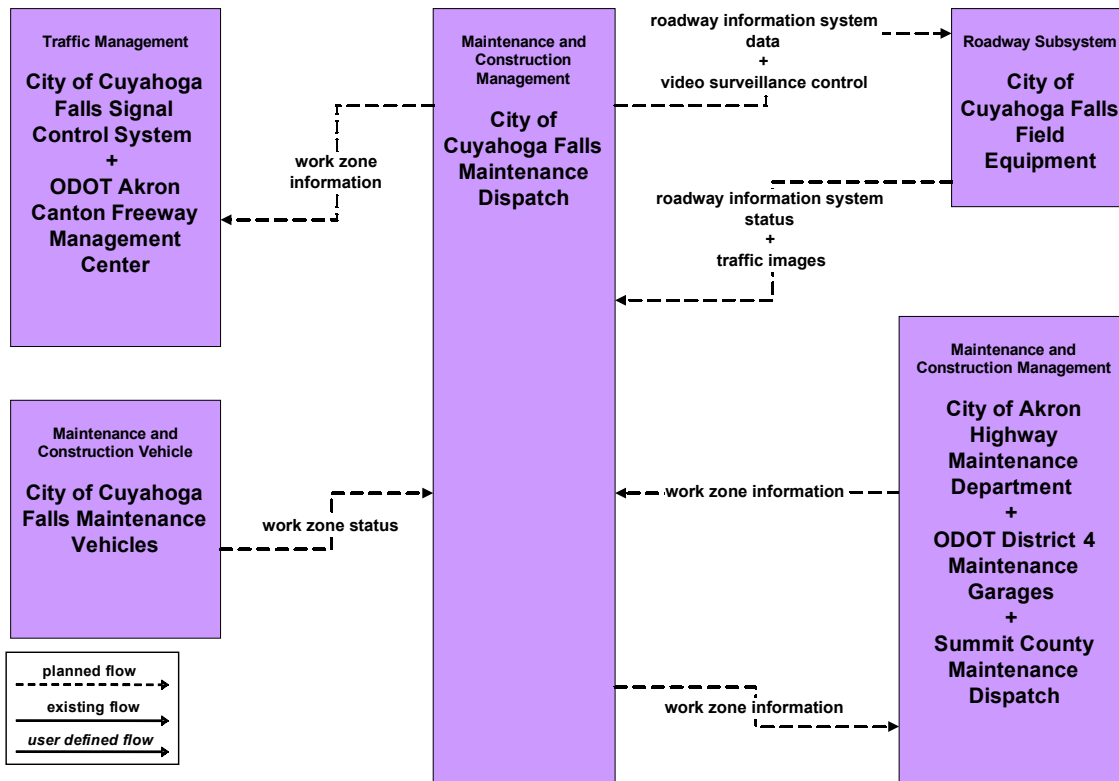 Traffic Management
City of Cuyahoga
Falls Signal
Control System
+
ODOT Akron
Canton Freeway
Management
Center
work zone
information
Maintenance and
Construction Management
City of
Cuyahoga Falls
Maintenance
Dispatch
roadway information system
data
+
video surveillance control
Roadway Subsystem
City of
Cuyahoga Falls
Field
Equipment
roadway information system
status
+
traffic images
Maintenance and
Construction Vehicle
City of Cuyahoga
Falls Maintenance
Vehicles
work zone status
work zone information
Maintenance and
Construction Management
City of Akron
Highway
Maintenance
Department
+
ODOT District 4
Maintenance
Garages
+
Summit County
Maintenance
Dispatch
work zone information
planned flow
existing flow
user defined flow